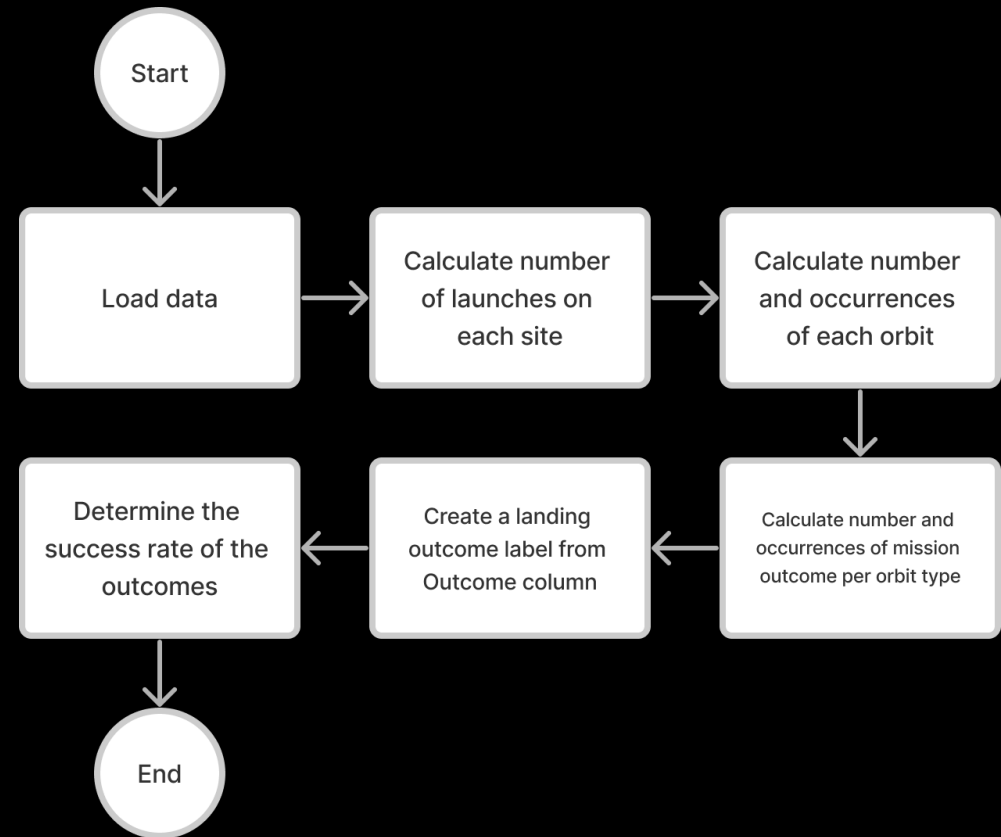 Start
Load data
Calculate number
of launches on
each site
Calculate number
and occurrences
of each orbit
Calculate number and
occurrences of mission
outcome per orbit type
Create a landing
outcome label from
Outcome column
Determine the
success rate of the
outcomes
End